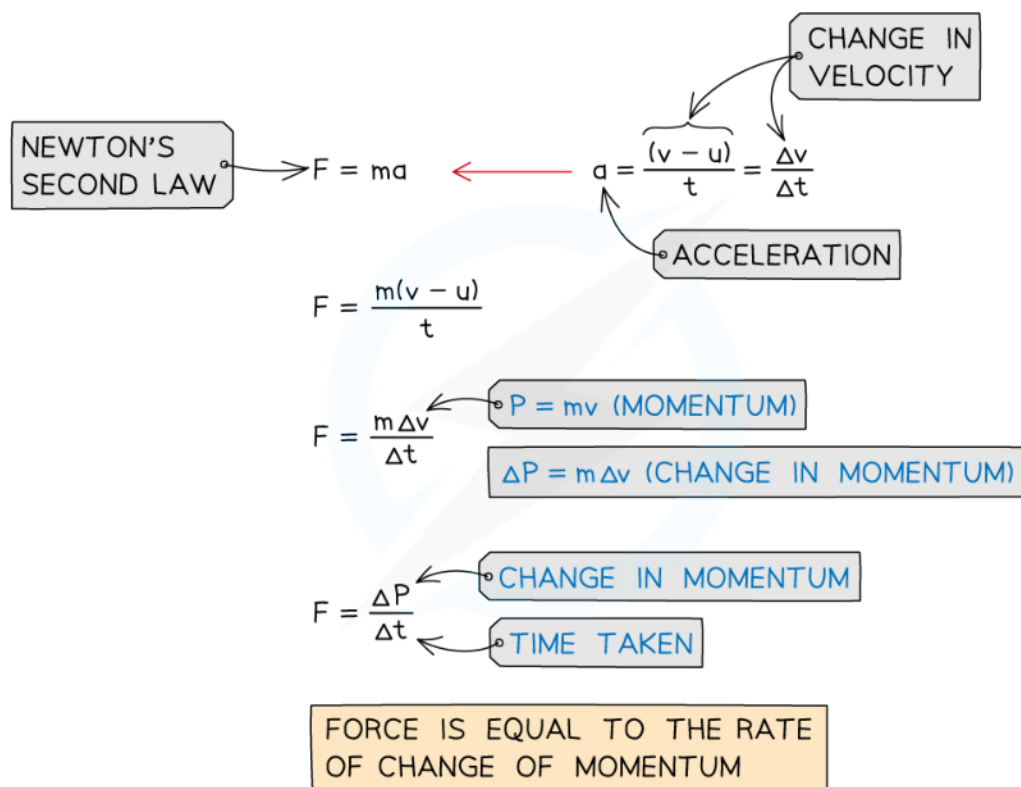 CHANGE IN
VELOCITY
NEWTON'S
SECOND LAW
F = ma
a = (v − u)/t = Δv/Δt
ACCELERATION
F = m(v − u)/t
F = mΔv/Δt
P = mv (MOMENTUM)
ΔP = mΔv (CHANGE IN MOMENTUM)
F = ΔP/Δt
CHANGE IN MOMENTUM
TIME TAKEN
FORCE IS EQUAL TO THE RATE
OF CHANGE OF MOMENTUM